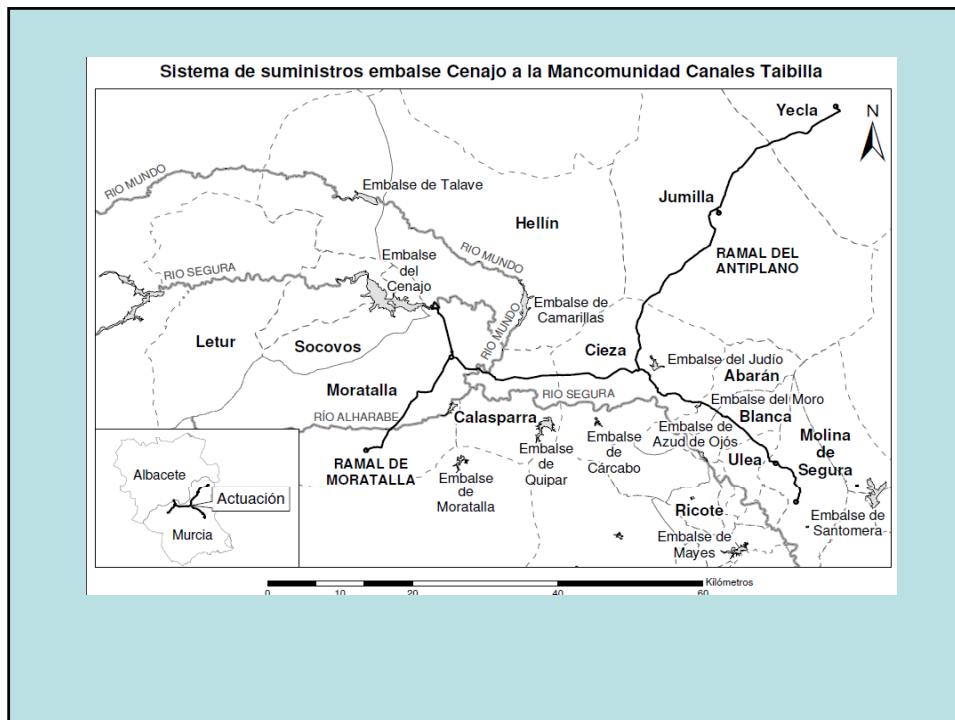 Sistema de suministros embalse Cenajo a la Mancomunidad Canales Taibilla
Yecla
N
RIO MUNDO
Embalse de Talave
Jumilla
Hellín
RIO MUNDO
RAMAL DEL
ANTIPLANO
Embalse
del
Cenajo
RIO SEGURA
Embalse de
Camarillas
RIO MUNDO
Letur
Socovos
Cieza
Embalse del Judío
Abarán
Moratalla
RIO SEGURA
Embalse del Moro
Blanca
RÍO ALHARABE
Calasparra
Embalse de
Azud de Ojós
Molina
de
Segura
Embalse
de
Quipar
Embalse
de
Cárcabo
Ulea
RAMAL DE
MORATALLA
Embalse
de
Moratalla
Albacete
Actuación
Murcia
Ricote
Embalse de
Santomera
Embalse de
Mayes
Kilómetros
0 10 20 40 60